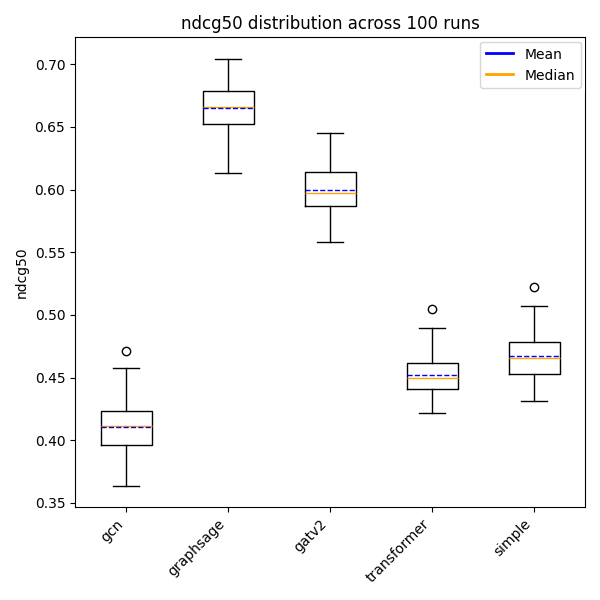 ndcg50 distribution across 100 runs
Mean
Median
0.70
0.65
0.60
0.55
0.50
0.45
0.40
0.35
ndcg50
gcn
graphsage
gatv2
transformer
simple